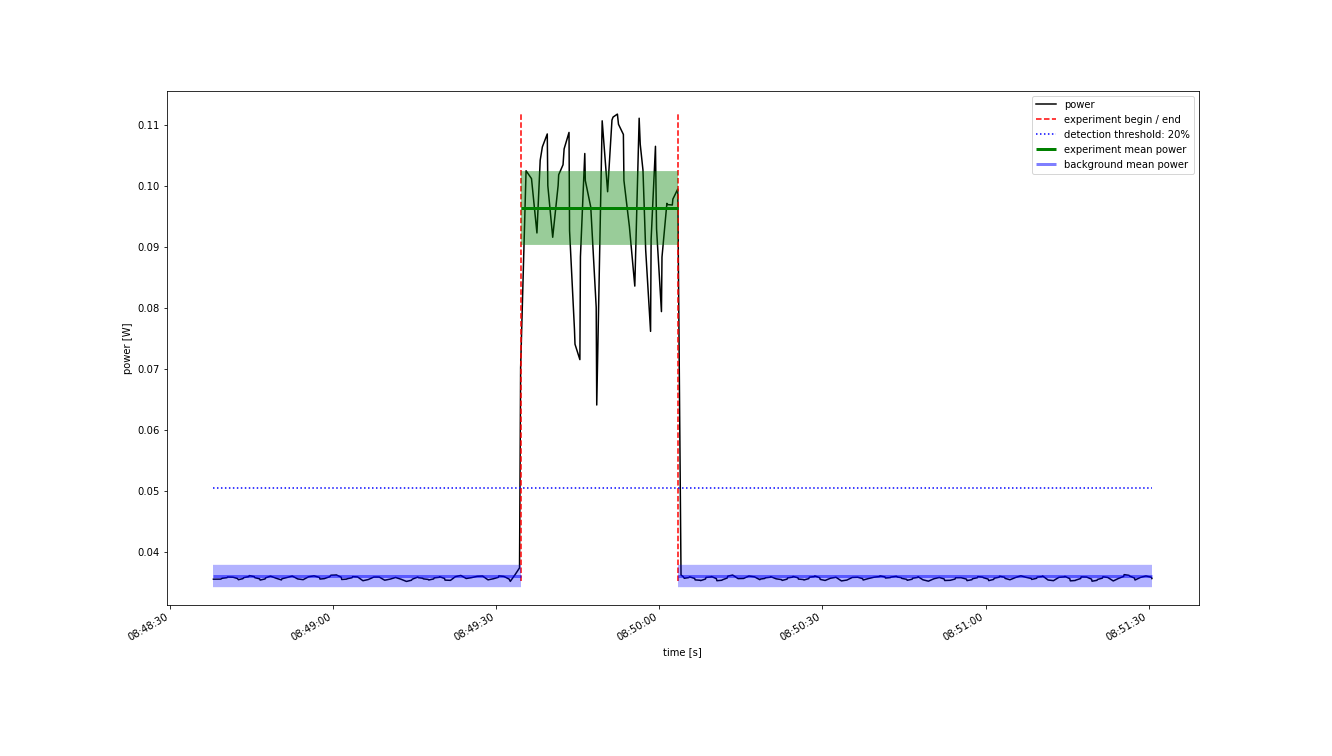 power
experiment begin / end
detection threshold: 20%
experiment mean power
background mean power
0.11
0.10
0.09
0.08
0.07
0.06
0.05
0.04
power [W]
08:48:30
08:49:00
08:49:30
08:50:00
08:50:30
08:51:00
08:51:30
time [s]